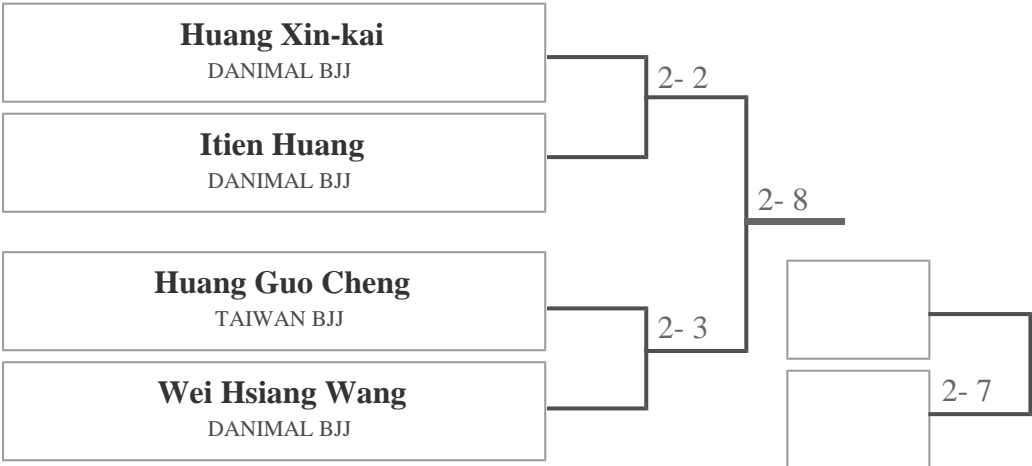 Huang Xin-kai
DANIMAL BJJ
2- 2
Itien Huang
DANIMAL BJJ
2- 8
Huang Guo Cheng
TAIWAN BJJ
2- 3
Wei Hsiang Wang
DANIMAL BJJ
2- 7